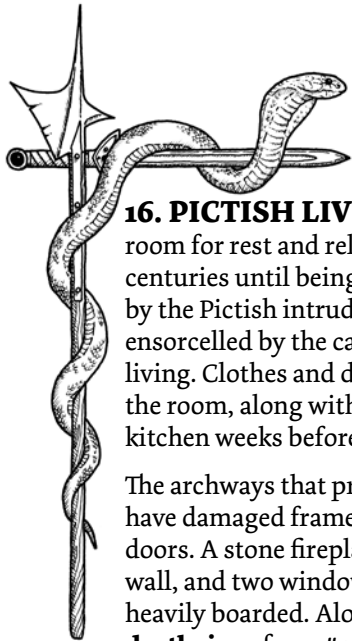 16. PICTISH LIV
room for rest and rel
centuries until being
by the Pictish intrud
ensorcelled by the ca
living. Clothes and d
the room, along with
kitchen weeks before
The archways that pr
have damaged frame
doors. A stone firepl
wall, and two window
heavily boarded. Alo